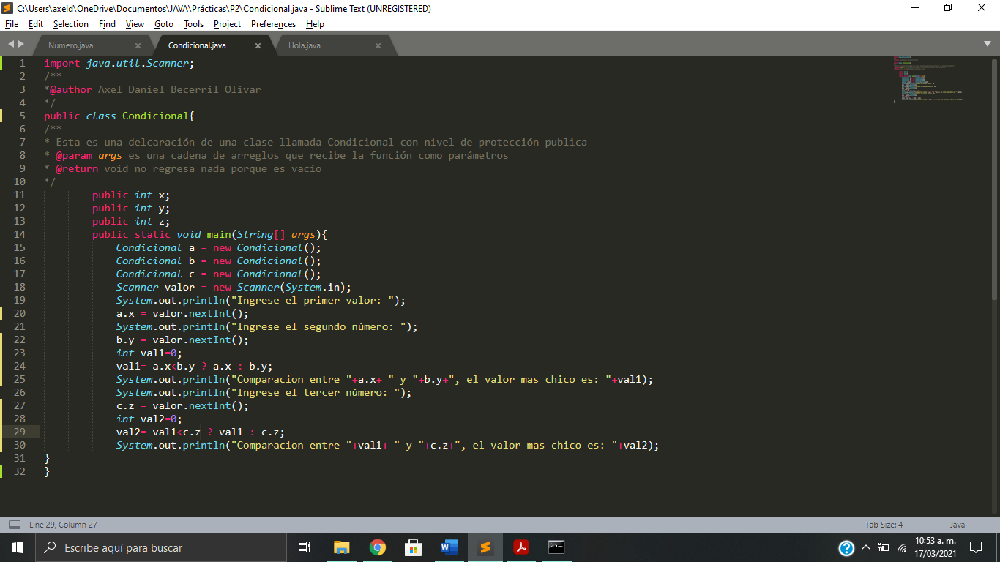 C:\Users\axeld\OneDrive\Documentos\JAVA\Prácticas\P2\Condicional.java - Sublime Text (UNREGISTERED)
File Edit Selection Find View Goto Tools Project Preferences Help
Numero.java Condicional.java Hola.java
1 import java.util.Scanner;
2 /**
3 *@author Axel Daniel Becerril Olivar
4 */
5 public class Condicional{
6 /**
7 * Esta es una delcaración de una clase llamada Condicional con nivel de protección publica
8 * @param args es una cadena de arreglos que recibe la función como parámetros
9 * @return void no regresa nada porque es vacío
10 */
11 public int x;
12 public int y;
13 public int z;
14 public static void main(String[] args){
15 Condicional a = new Condicional();
16 Condicional b = new Condicional();
17 Condicional c = new Condicional();
18 Scanner valor = new Scanner(System.in);
19 System.out.println("Ingrese el primer valor: ");
20 a.x = valor.nextInt();
21 System.out.println("Ingrese el segundo número: ");
22 b.y = valor.nextInt();
23 int val1=0;
24 val1= a.x<b.y ? a.x : b.y;
25 System.out.println("Comparacion entre "+a.x+ " y "+b.y+", el valor mas chico es: "+val1);
26 System.out.println("Ingrese el tercer número: ");
27 c.z = valor.nextInt();
28 int val2=0;
29 val2= val1<c.z ? val1 : c.z;
30 System.out.println("Comparacion entre "+val1+ " y "+c.z+", el valor mas chico es: "+val2);
31 }
32 }
Line 29, Column 27 Tab Size: 4 Java
Escribe aquí para buscar
10:53 a. m.
17/03/2021